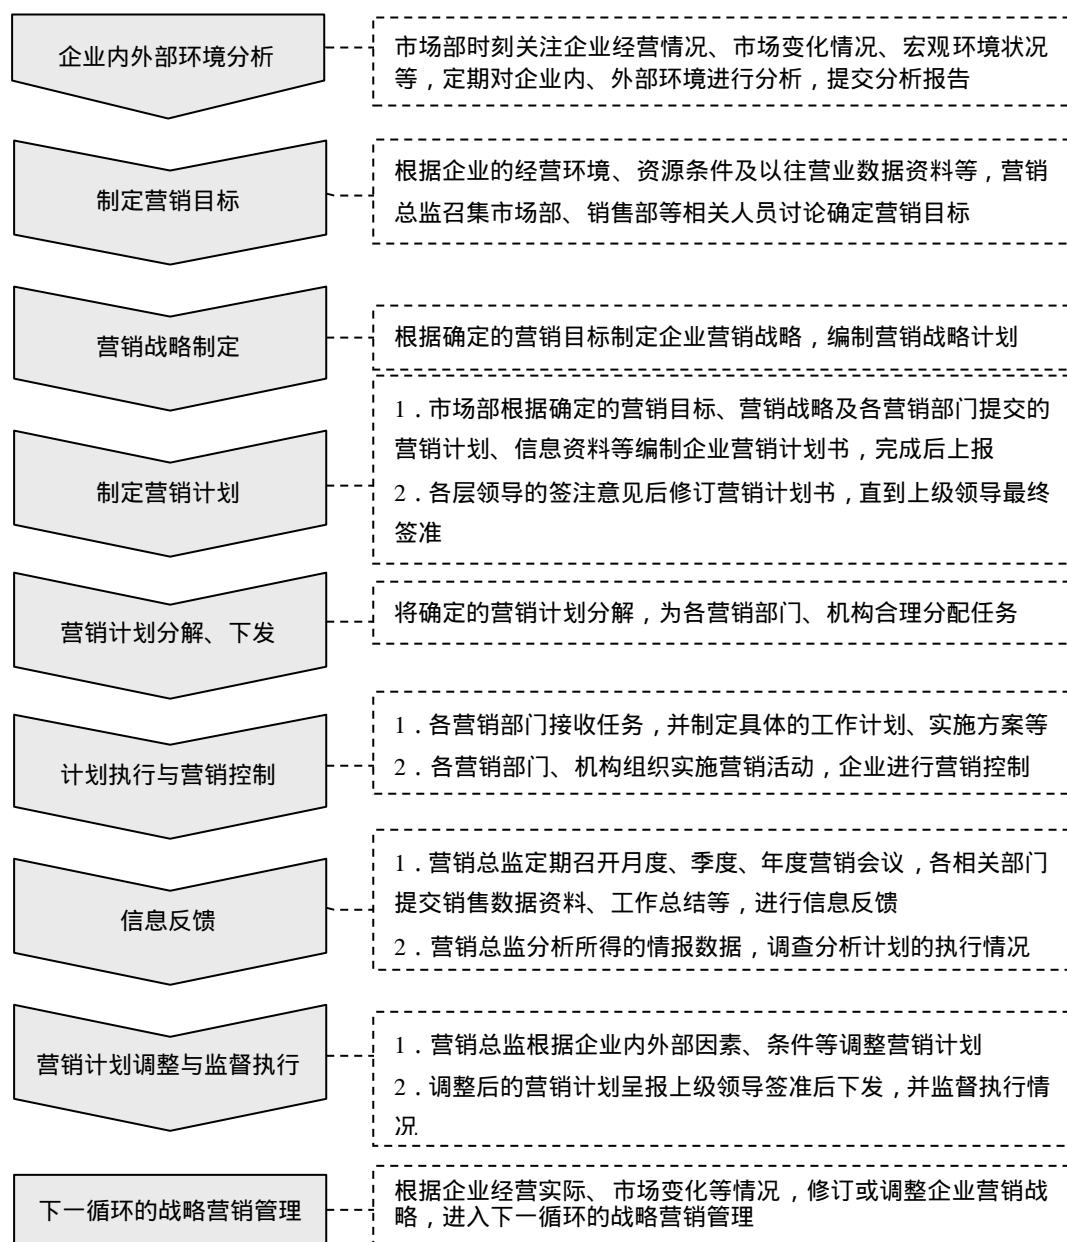 企业内外部环境分析
市场部时刻关注企业经营情况、市场变化情况、宏观环境状况
等，定期对企业内、外部环境进行分析，提交分析报告
制定营销目标
根据企业的经营环境、资源条件及以往营业数据资料等，营销
总监召集市场部、销售部等相关人员讨论确定营销目标
营销战略制定
根据确定的营销目标制定企业营销战略，编制营销战略计划
制定营销计划
1．市场部根据确定的营销目标、营销战略及各营销部门提交的
营销计划、信息资料等编制企业营销计划书，完成后上报
2．各层领导的签注意见后修订营销计划书，直到上级领导最终
签准
营销计划分解、下发
将确定的营销计划分解，为各营销部门、机构合理分配任务
计划执行与营销控制
1．各营销部门接收任务，并制定具体的工作计划、实施方案等
2．各营销部门、机构组织实施营销活动，企业进行营销控制
信息反馈
1．营销总监定期召开月度、季度、年度营销会议，各相关部门
提交销售数据资料、工作总结等，进行信息反馈
2．营销总监分析所得的情报数据，调查分析计划的执行情况
营销计划调整与监督执行
1．营销总监根据企业内外部因素、条件等调整营销计划
2．调整后的营销计划呈报上级领导签准后下发，并监督执行情
况
下一循环的战略营销管理
根据企业经营实际、市场变化等情况，修订或调整企业营销战
略，进入下一循环的战略营销管理